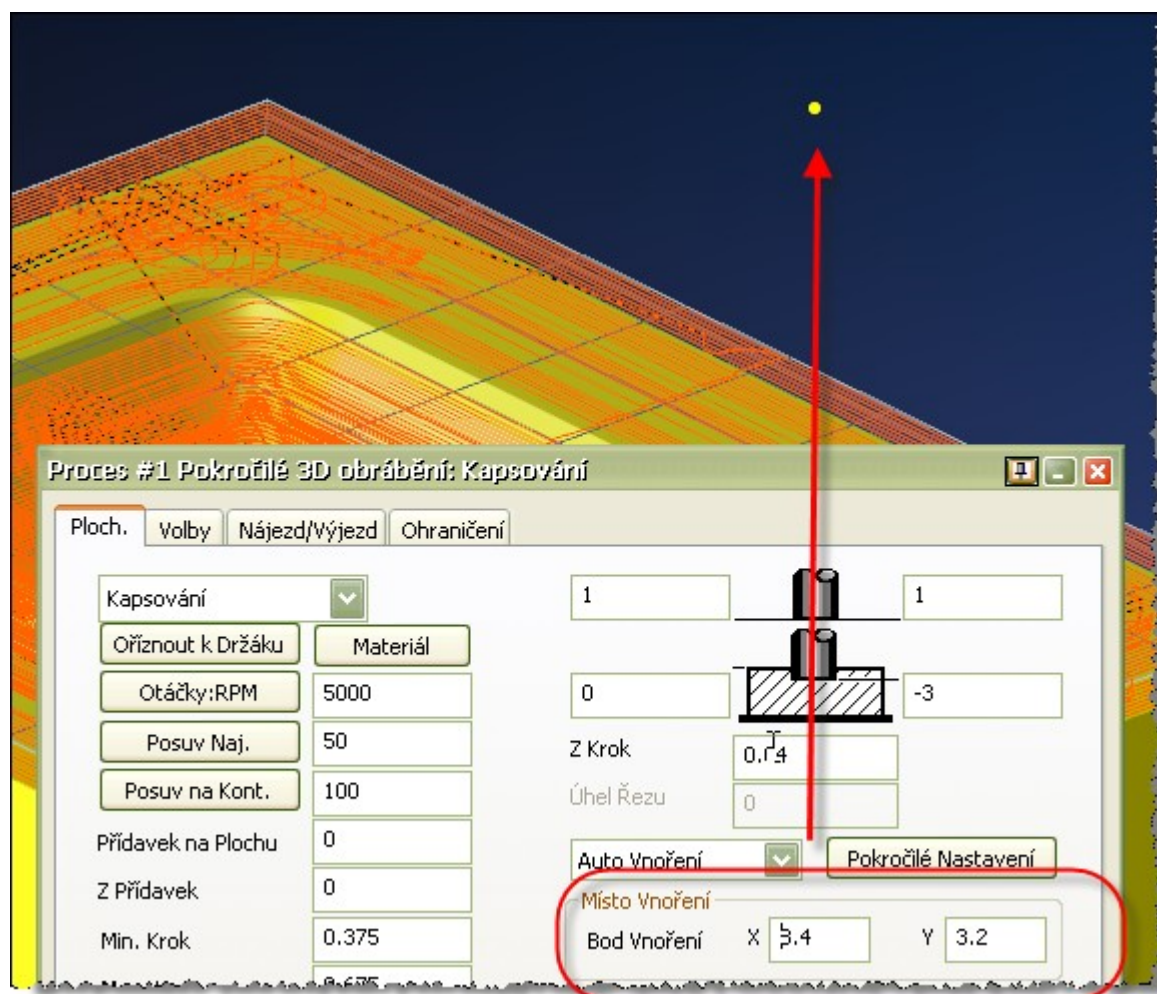 Proces #1 Pokročilé 3D obrábění: Kapsování
Ploch. Volby Nájezd/Výjezd Ohraničení
Kapsování 1 1
Oříznout k Držáku Materiál
Otáčky:RPM 5000 0 -3
Posuv Naj. 50 Z Krok
Posuv na Kont. 100 Úhel Řezu 0
Přídavek na Plochu 0 Auto Vnoření Pokročilé Nastavení
Z Přídavek 0 Místo Vnoření
Min. Krok 0.375 Bod Vnoření X 3.4 Y 3.2